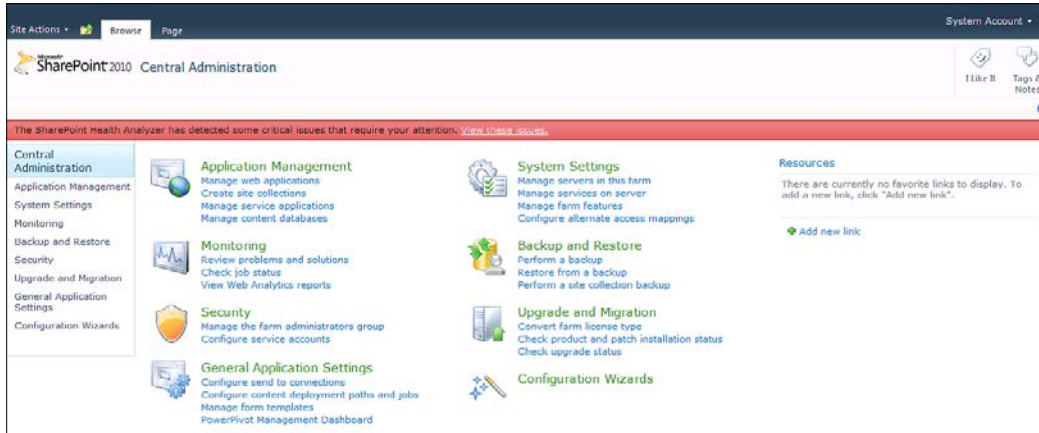 Site Actions
Browse
Page
System Account
Microsoft
SharePoint 2010 Central Administration
I Like It
Tags &
Notes
The SharePoint Health Analyzer has detected some critical issues that require your attention. View these issues.
Central
Administration
Application Management
System Settings
Monitoring
Backup and Restore
Security
Upgrade and Migration
General Application
Settings
Configuration Wizards
Application Management
Manage web applications
Create site collections
Manage service applications
Manage content databases
Monitoring
Review problems and solutions
Check job status
View Web Analytics reports
Security
Manage the farm administrators group
Configure service accounts
General Application Settings
Configure send to connections
Configure content deployment paths and jobs
Manage form templates
PowerPivot Management Dashboard
System Settings
Manage servers in this farm
Manage services on server
Manage farm features
Configure alternate access mappings
Backup and Restore
Perform a backup
Restore from a backup
Perform a site collection backup
Upgrade and Migration
Convert farm license type
Check product and patch installation status
Check upgrade status
Configuration Wizards
Resources
There are currently no favorite links to display. To
add a new link, click "Add new link".
Add new link